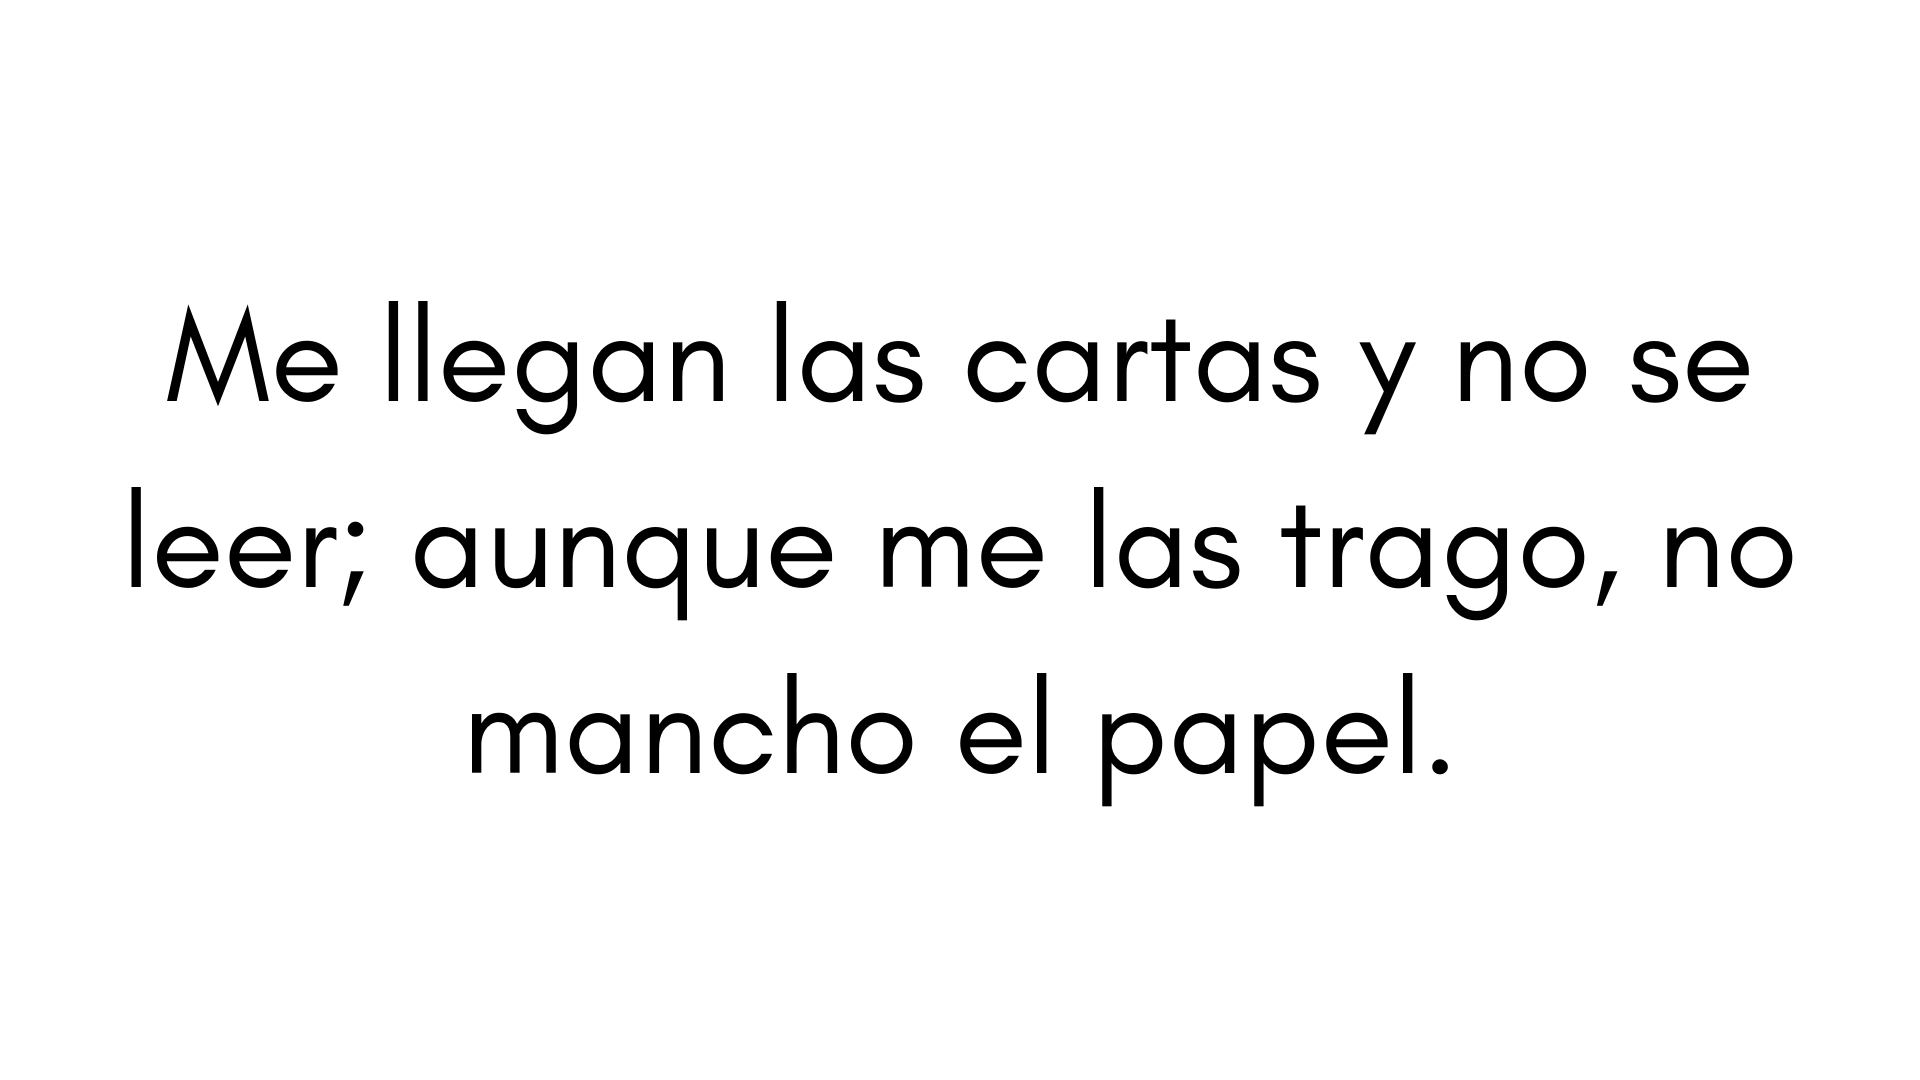 Me llegan las cartas y no se
leer; aunque me las trago, no
mancho el papel.